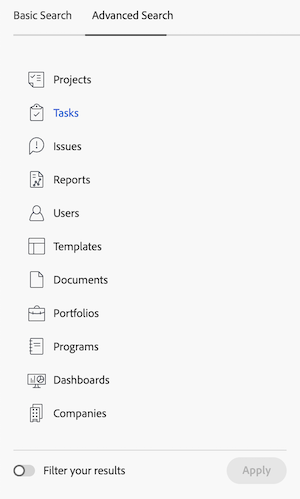 Basic Search Advanced Search
Projects
Tasks
Issues
Reports
Users
Templates
Documents
Portfolios
Programs
Dashboards
Companies
Filter your results Apply